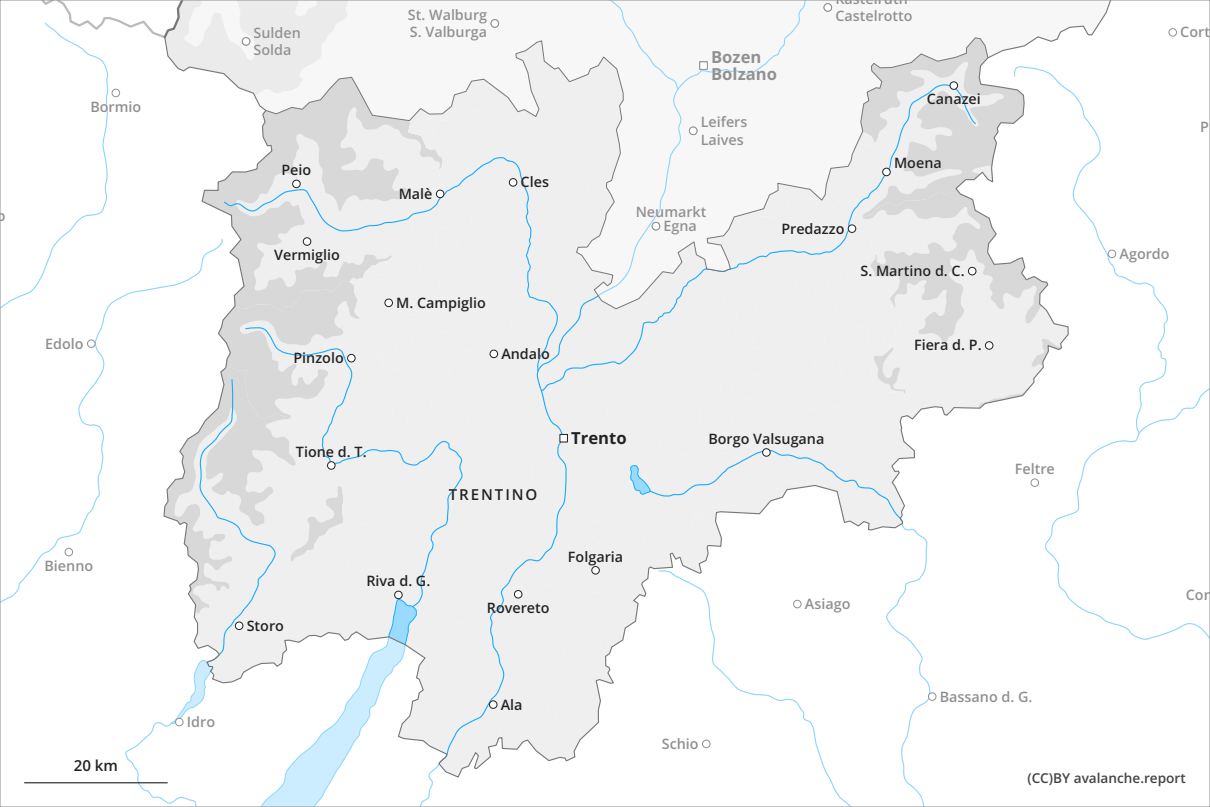 St. Walburg
S. Valburga
Kastelruth
Castelrotto
Sulden
Solda
Cort
Bozen
Bolzano
Bormio
Canazei
Leifers
Laives
P
Moena
Peio
Malè
Cles
Neumarkt
Egna
Predazzo
Agordo
Vermiglio
S. Martino d. C.
M. Campiglio
Edolo
Fiera d. P.
Pinzolo
Andalo
Trento
Borgo Valsugana
Tione d. T.
Feltre
TRENTINO
Bienno
Folgaria
Riva d. G.
Cor
Rovereto
Asiago
Storo
Bassano d. G.
Ala
Idro
Schio
20 km
(CC)BY avalanche.report